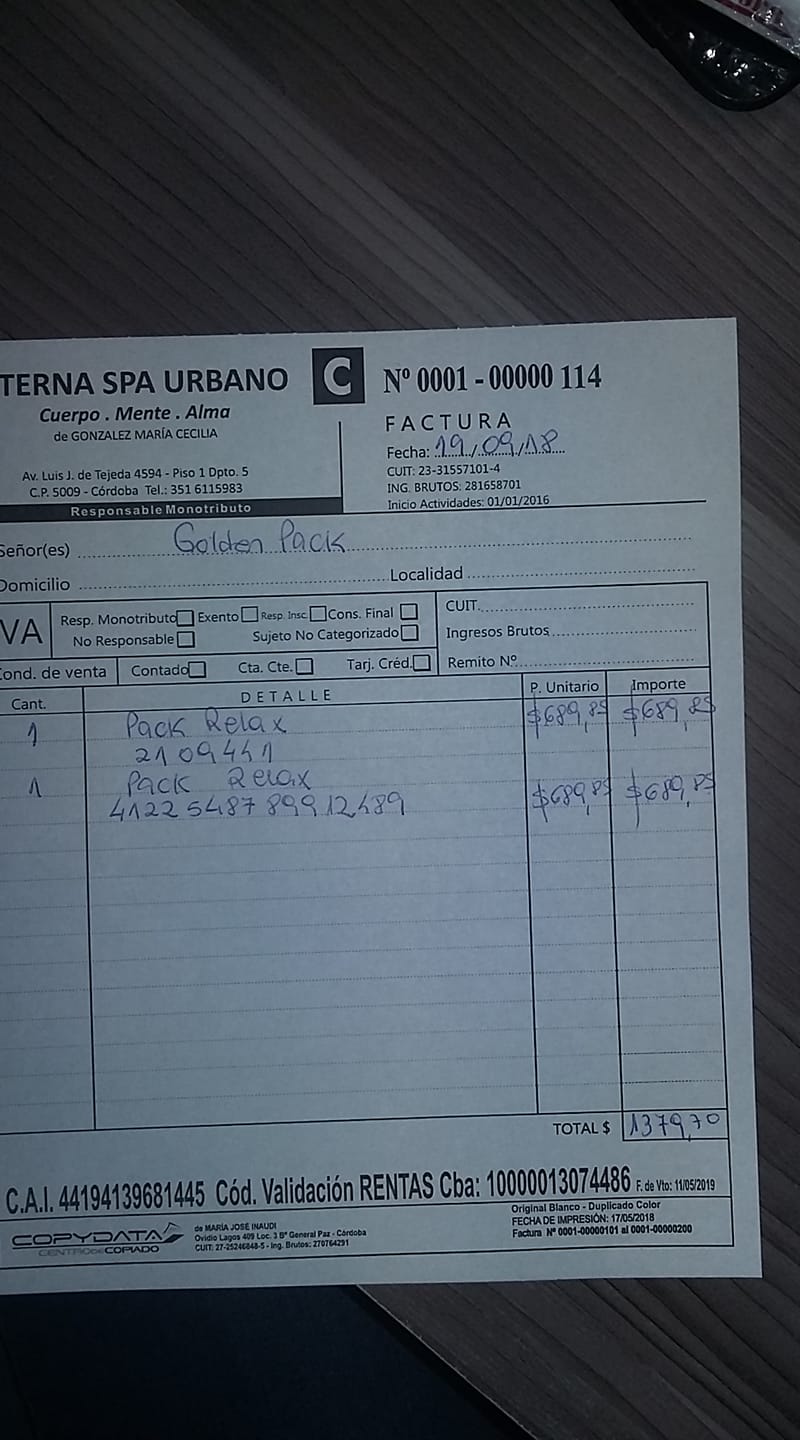 TERNA SPA URBANO
Cuerpo . Mente . Alma
de GONZALEZ MARÍA CECILIA
Av. Luis J. de Tejeda 4594 - Piso 1 Dpto. 5
C.P. 5009 - Córdoba Tel.: 351 6115983
Responsable Monotributo
C
Nº 0001 - 00000 114
FACTURA
Fecha: 19/09/18
CUIT: 23-31557101-4
ING. BRUTOS: 281658701
Inicio Actividades: 01/01/2016
Señor(es) Golden Pack
Domicilio Localidad
VA
Resp. Monotributo Exento Resp. Insc. Cons. Final
No Responsable Sujeto No Categorizado
CUIT
Ingresos Brutos
Cond. de venta Contado Cta. Cte. Tarj. Créd.
Remito Nº
Cant. DETALLE P. Unitario Importe
1 Pack Relax $689,85 $689,85
2109441
1 Pack Relax $689,85 $689,85
4122548789912489
TOTAL $ 1379,70
C.A.I. 44194139681445 Cód. Validación RENTAS Cba: 10000013074486 F. de Vto: 11/05/2019
COPYDATA
CENTRO DE COPIADO
de MARÍA JOSÉ INAUDI
Ovidio Lagos 409 Loc. 3 Bº General Paz - Córdoba
CUIT: 27-25246848-5 - Ing. Brutos: 270764291
Original Blanco - Duplicado Color
FECHA DE IMPRESIÓN: 17/05/2018
Factura Nº 0001-00000101 al 0001-00000200